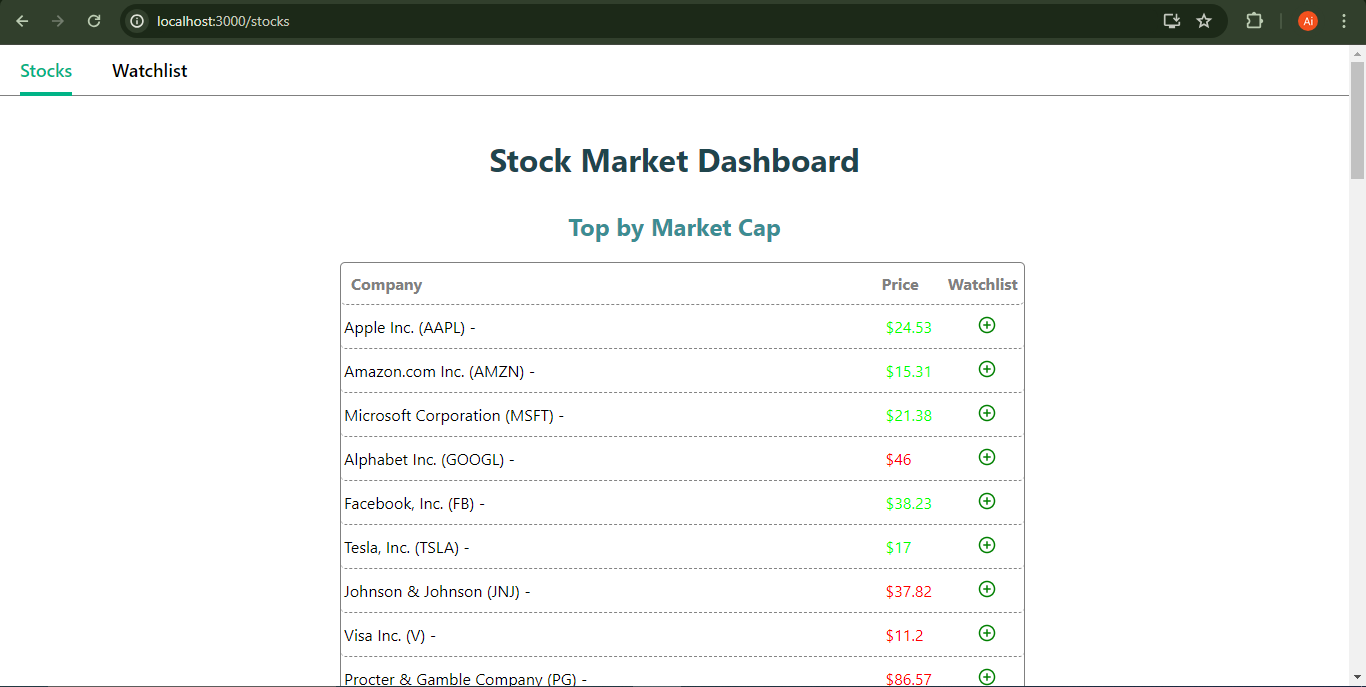 localhost:3000/stocks
Ai
Stocks Watchlist
Stock Market Dashboard
Top by Market Cap
Company Price Watchlist
Apple Inc. (AAPL) - $24.53
Amazon.com Inc. (AMZN) - $15.31
Microsoft Corporation (MSFT) - $21.38
Alphabet Inc. (GOOGL) - $46
Facebook, Inc. (FB) - $38.23
Tesla, Inc. (TSLA) - $17
Johnson & Johnson (JNJ) - $37.82
Visa Inc. (V) - $11.2
Procter & Gamble Company (PG) - $86.57